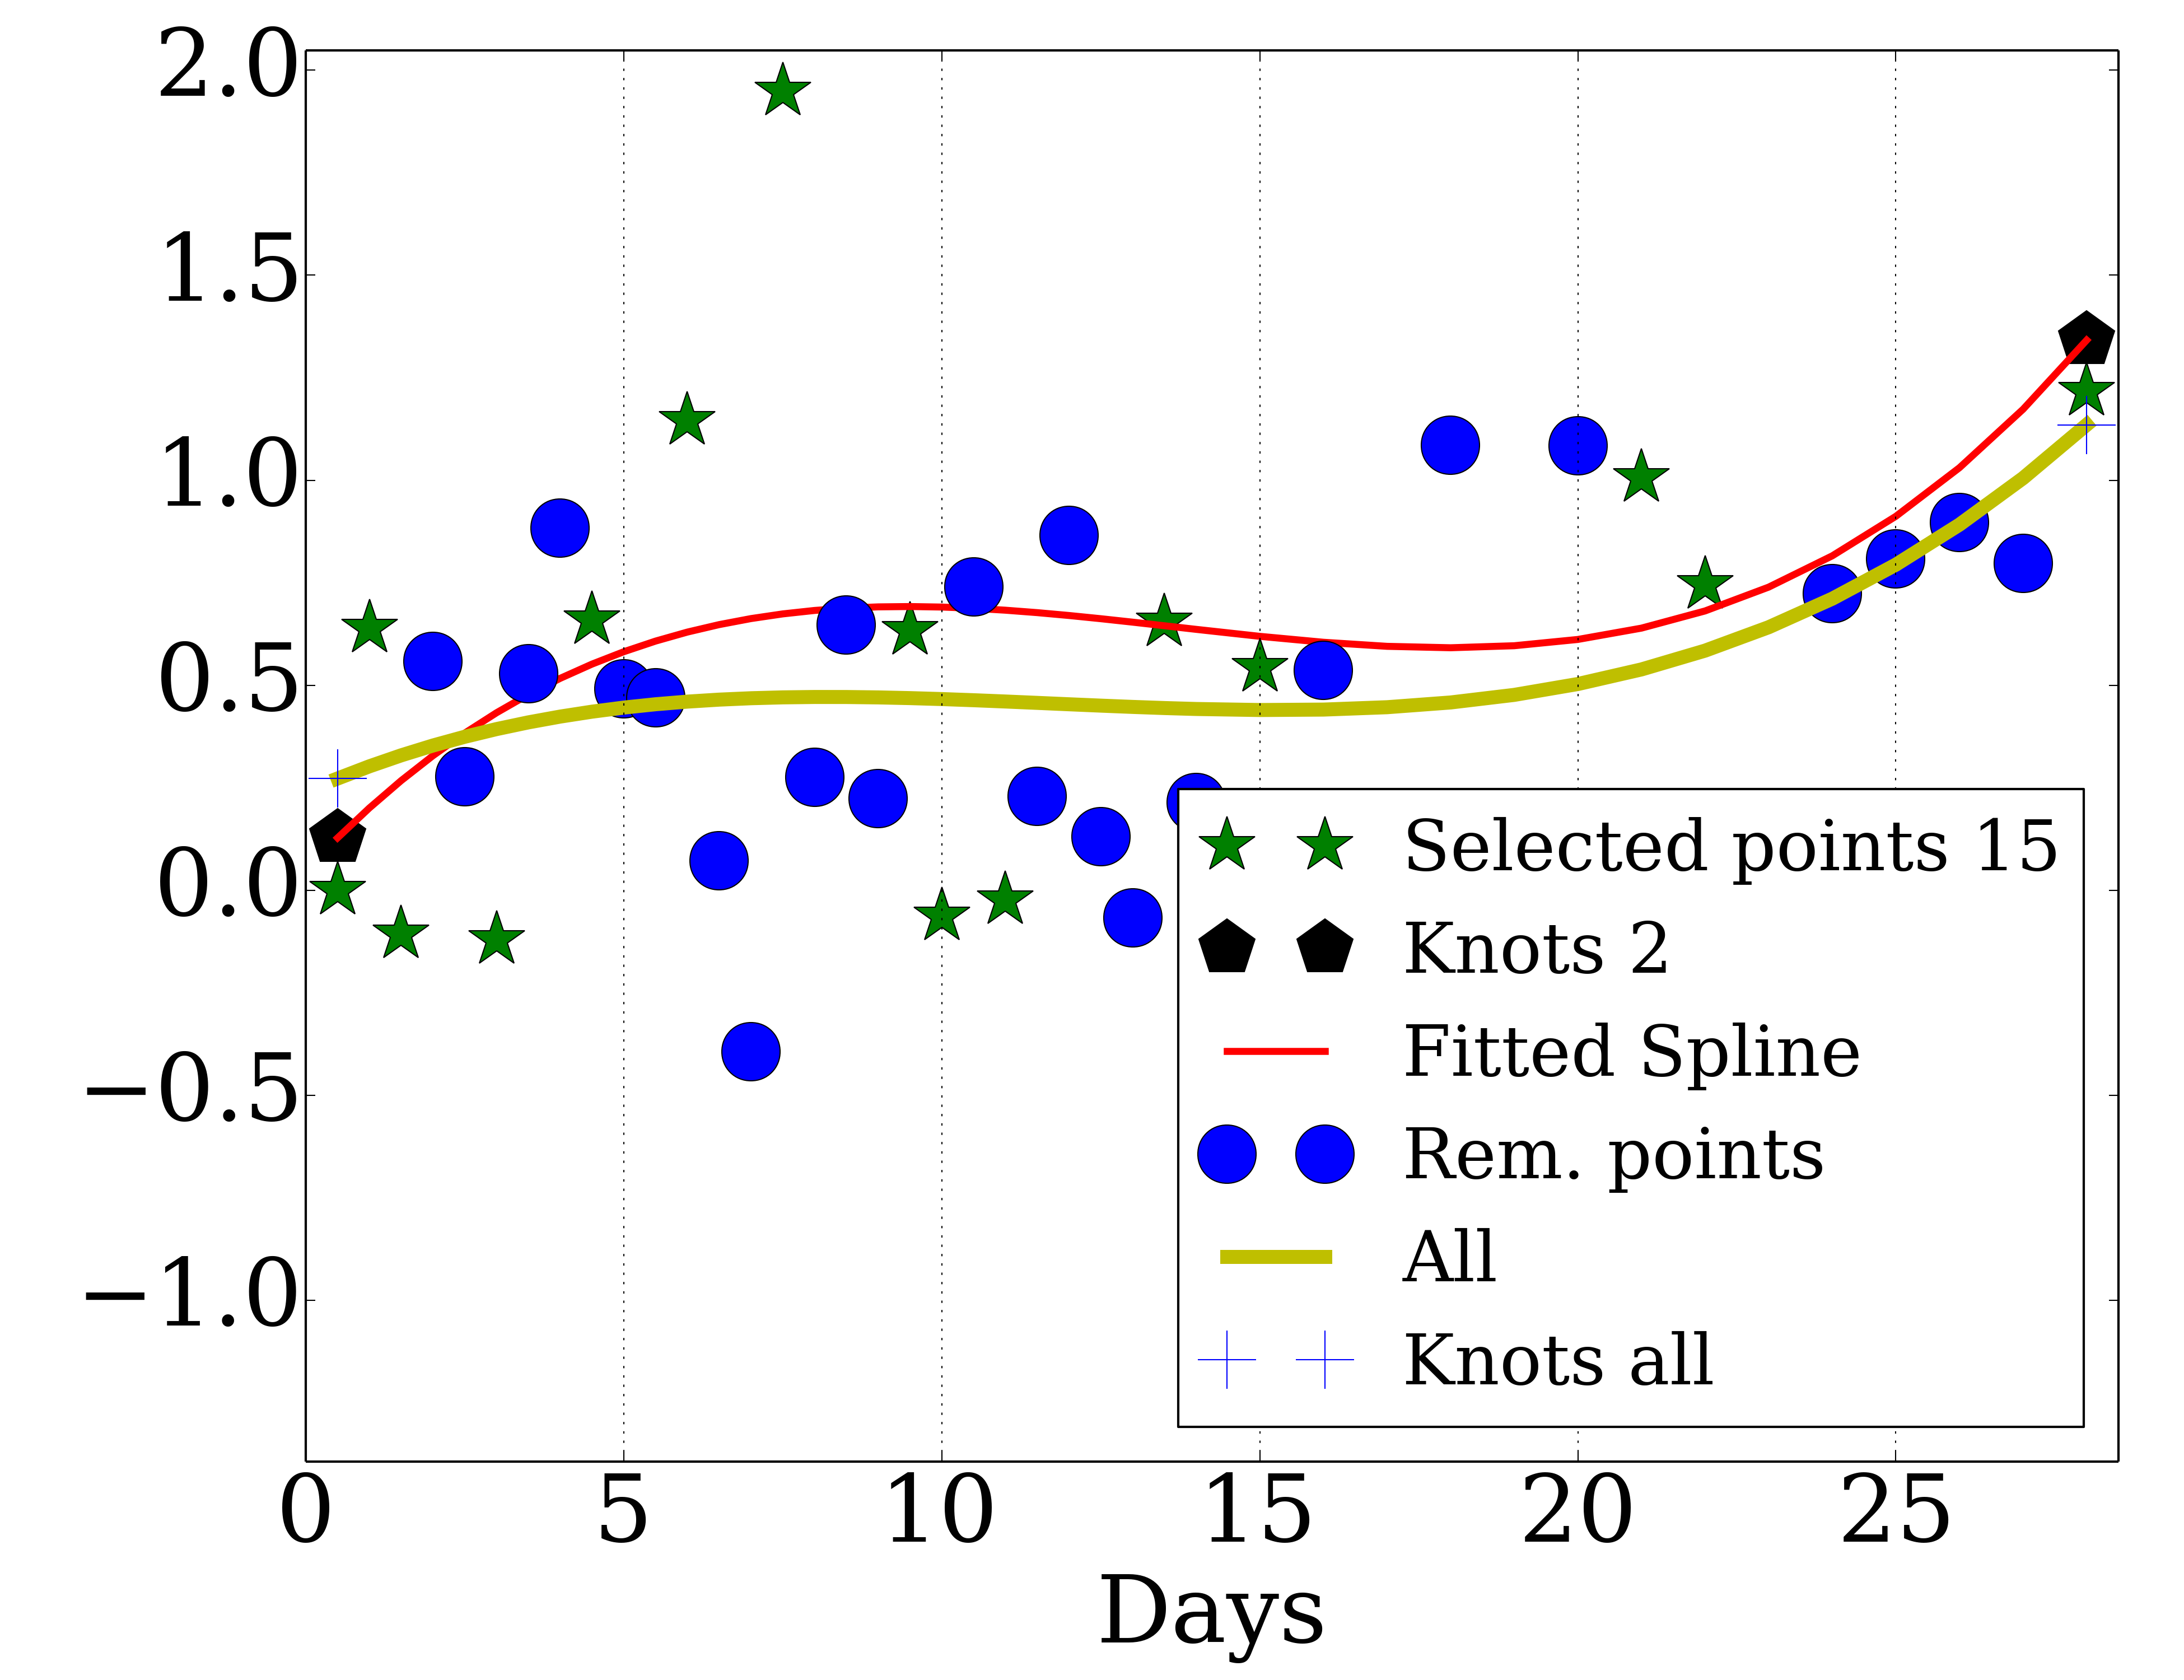 2.0
1.5
1.0
0.5
0.0
−0.5
−1.0
0 5 10 15 20 25
Days
Selected points 15
Knots 2
Fitted Spline
Rem. points
All
Knots all